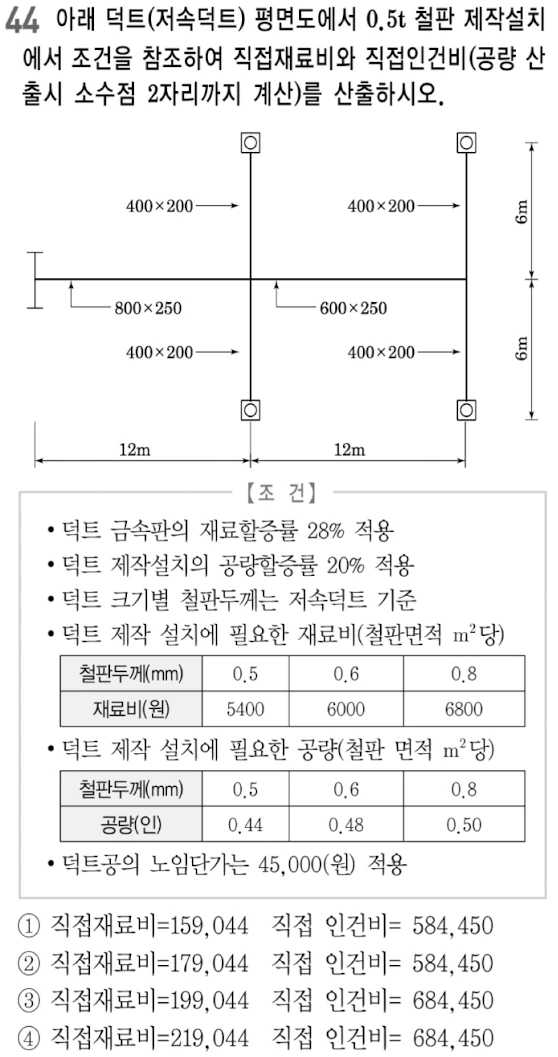 44 아래 덕트(저속덕트) 평면도에서 0.5t 철판 제작설치
에서 조건을 참조하여 직접재료비와 직접인건비(공량 산
출시 소수점 2자리까지 계산)를 산출하시오.
400×200
400×200
6m
800×250
600×250
400×200
400×200
6m
12m
12m
【조 건】
• 덕트 금속판의 재료할증률 28% 적용
• 덕트 제작설치의 공량할증률 20% 적용
• 덕트 크기별 철판두께는 저속덕트 기준
• 덕트 제작 설치에 필요한 재료비(철판면적 m²당)
철판두께(mm) 0.5 0.6 0.8
재료비(원) 5400 6000 6800
• 덕트 제작 설치에 필요한 공량(철판 면적 m²당)
철판두께(mm) 0.5 0.6 0.8
공량(인) 0.44 0.48 0.50
• 덕트공의 노임단가는 45,000(원) 적용
① 직접재료비=159,044 직접 인건비= 584,450
② 직접재료비=179,044 직접 인건비= 584,450
③ 직접재료비=199,044 직접 인건비= 684,450
④ 직접재료비=219,044 직접 인건비= 684,450